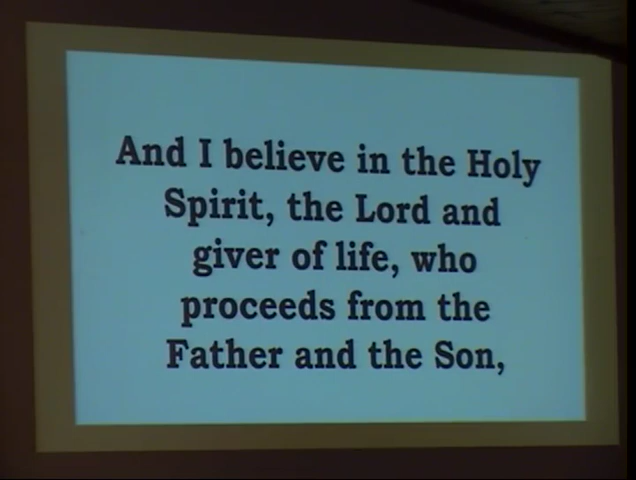 And I believe in the Holy
Spirit, the Lord and
giver of life, who
proceeds from the
Father and the Son,